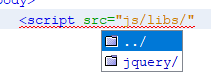 body>
<script src="js/libs/"
../
jquery/